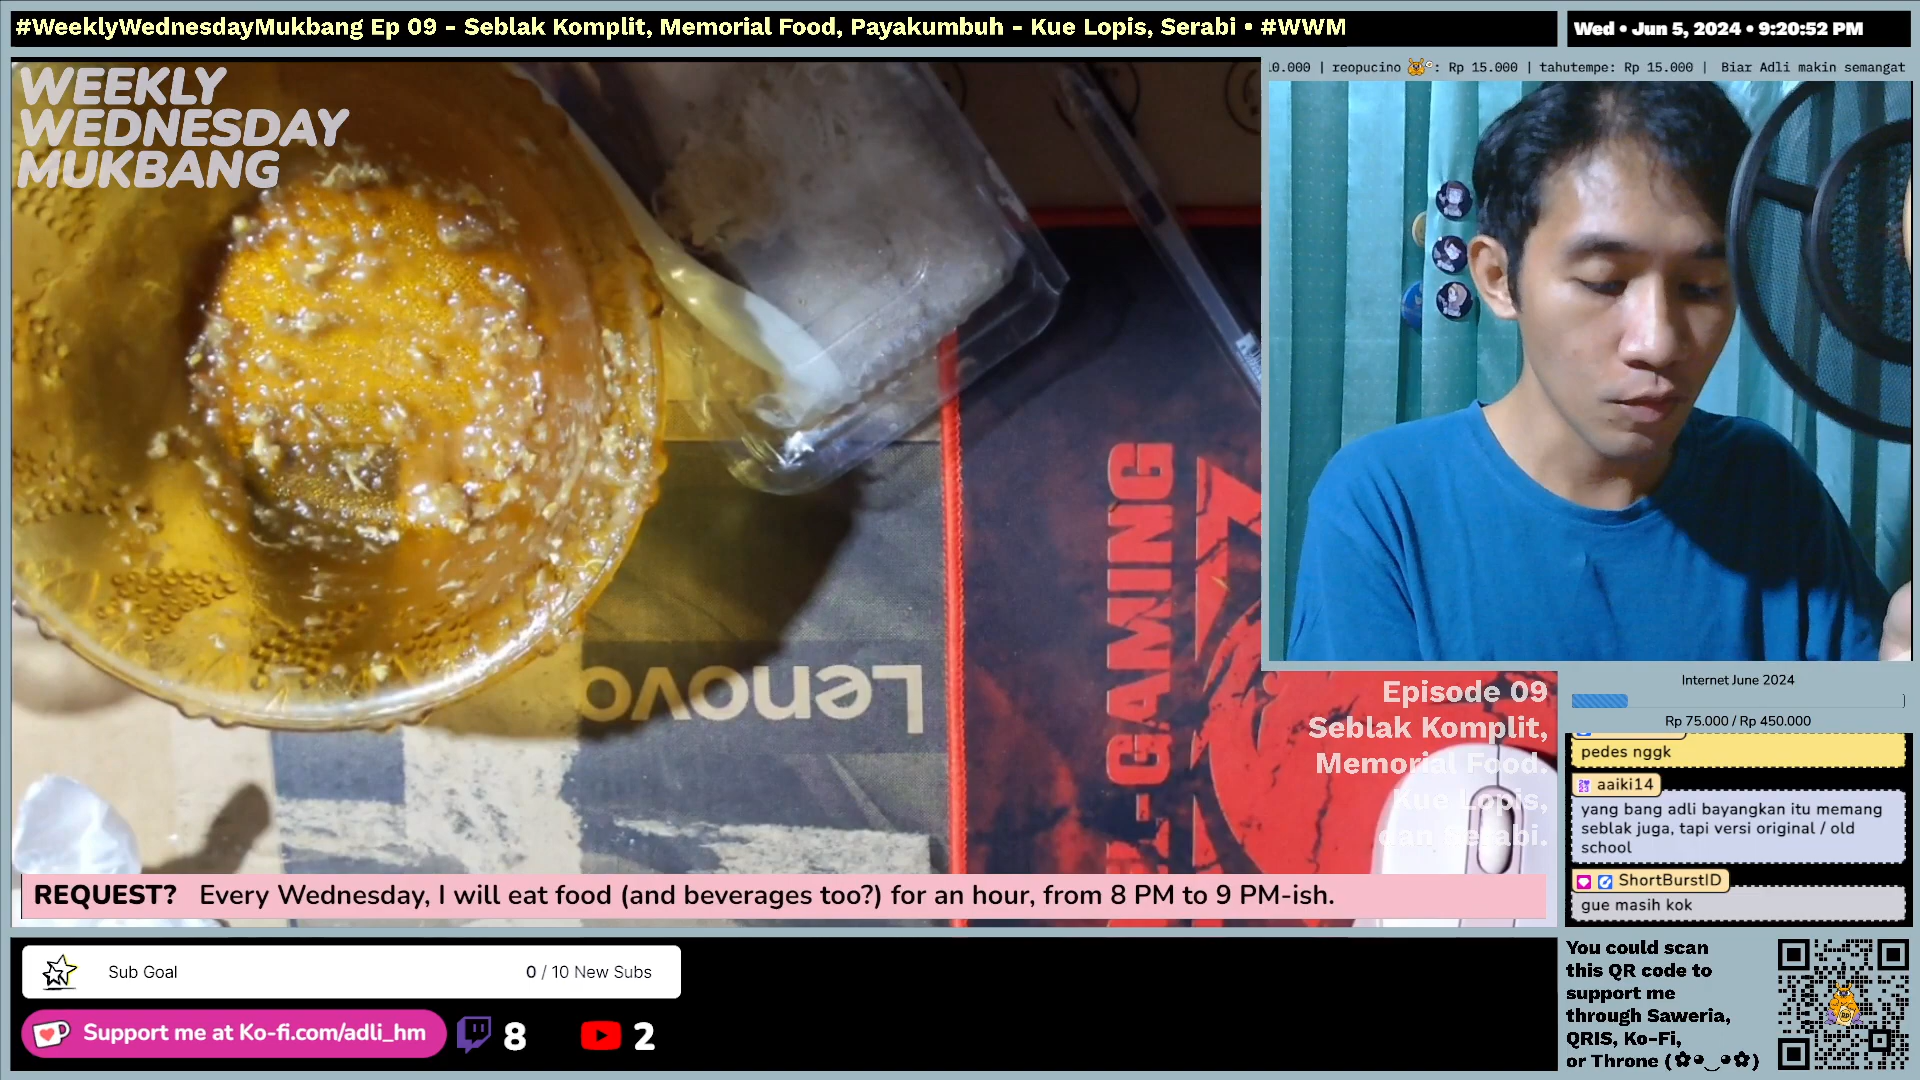 #WeeklyWednesdayMukbang Ep 09 - Seblak Komplit, Memorial Food, Payakumbuh - Kue Lopis, Serabi • #WWM
Wed • Jun 5, 2024 • 9:20:52 PM
.0.000 | reopucino : Rp 15.000 | tahutempe: Rp 15.000 | Biar Adli makin semangat
WEEKLY
WEDNESDAY
MUKBANG
Lenovo
-GAMING
Episode 09
Seblak Komplit,
Memorial Food,
Kue Lopis,
dan Serabi.
Internet June 2024
Rp 75.000 / Rp 450.000
pedes nggk
aaiki14
yang bang adli bayangkan itu memang
seblak juga, tapi versi original / old
school
ShortBurstID
gue masih kok
REQUEST? Every Wednesday, I will eat food (and beverages too?) for an hour, from 8 PM to 9 PM-ish.
Sub Goal
0 / 10 New Subs
Support me at Ko-fi.com/adli_hm
8
2
You could scan
this QR code to
support me
through Saweria,
QRIS, Ko-Fi,
or Throne (✿◕‿◕✿)